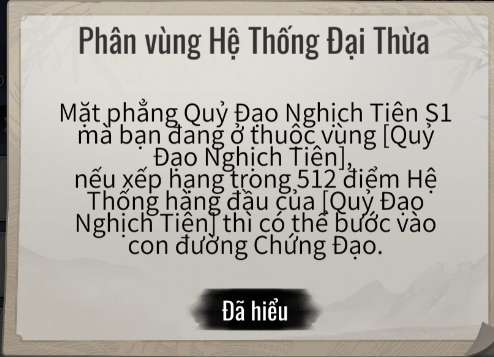 Phân vùng Hệ Thống Đại Thừa
Mặt phẳng Quỷ Đạo Nghịch Tiên S1
mà bạn đang ở thuộc vùng [Quỷ
Đạo Nghịch Tiên],
nếu xếp hạng trong 512 điểm Hệ
Thống hàng đầu của [Quỷ Đạo
Nghịch Tiên] thì có thể bước vào
con đường Chứng Đạo.
Đã hiểu